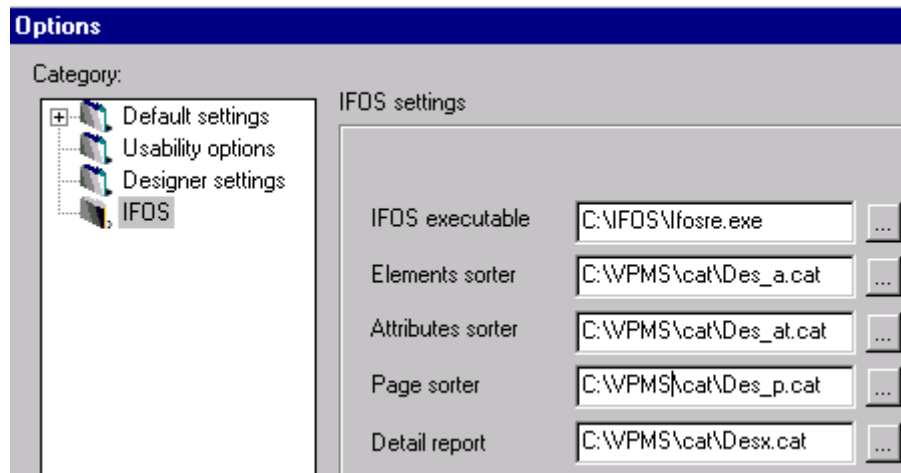 Options
Category:
Default settings
Usability options
Designer settings
IFOS
IFOS settings
IFOS executable C:\IFOS\Ifosre.exe ...
Elements sorter C:\VPMS\cat\Des_a.cat ...
Attributes sorter C:\VPMS\cat\Des_at.cat ...
Page sorter C:\VPMS\cat\Des_p.cat ...
Detail report C:\VPMS\cat\Desx.cat ...